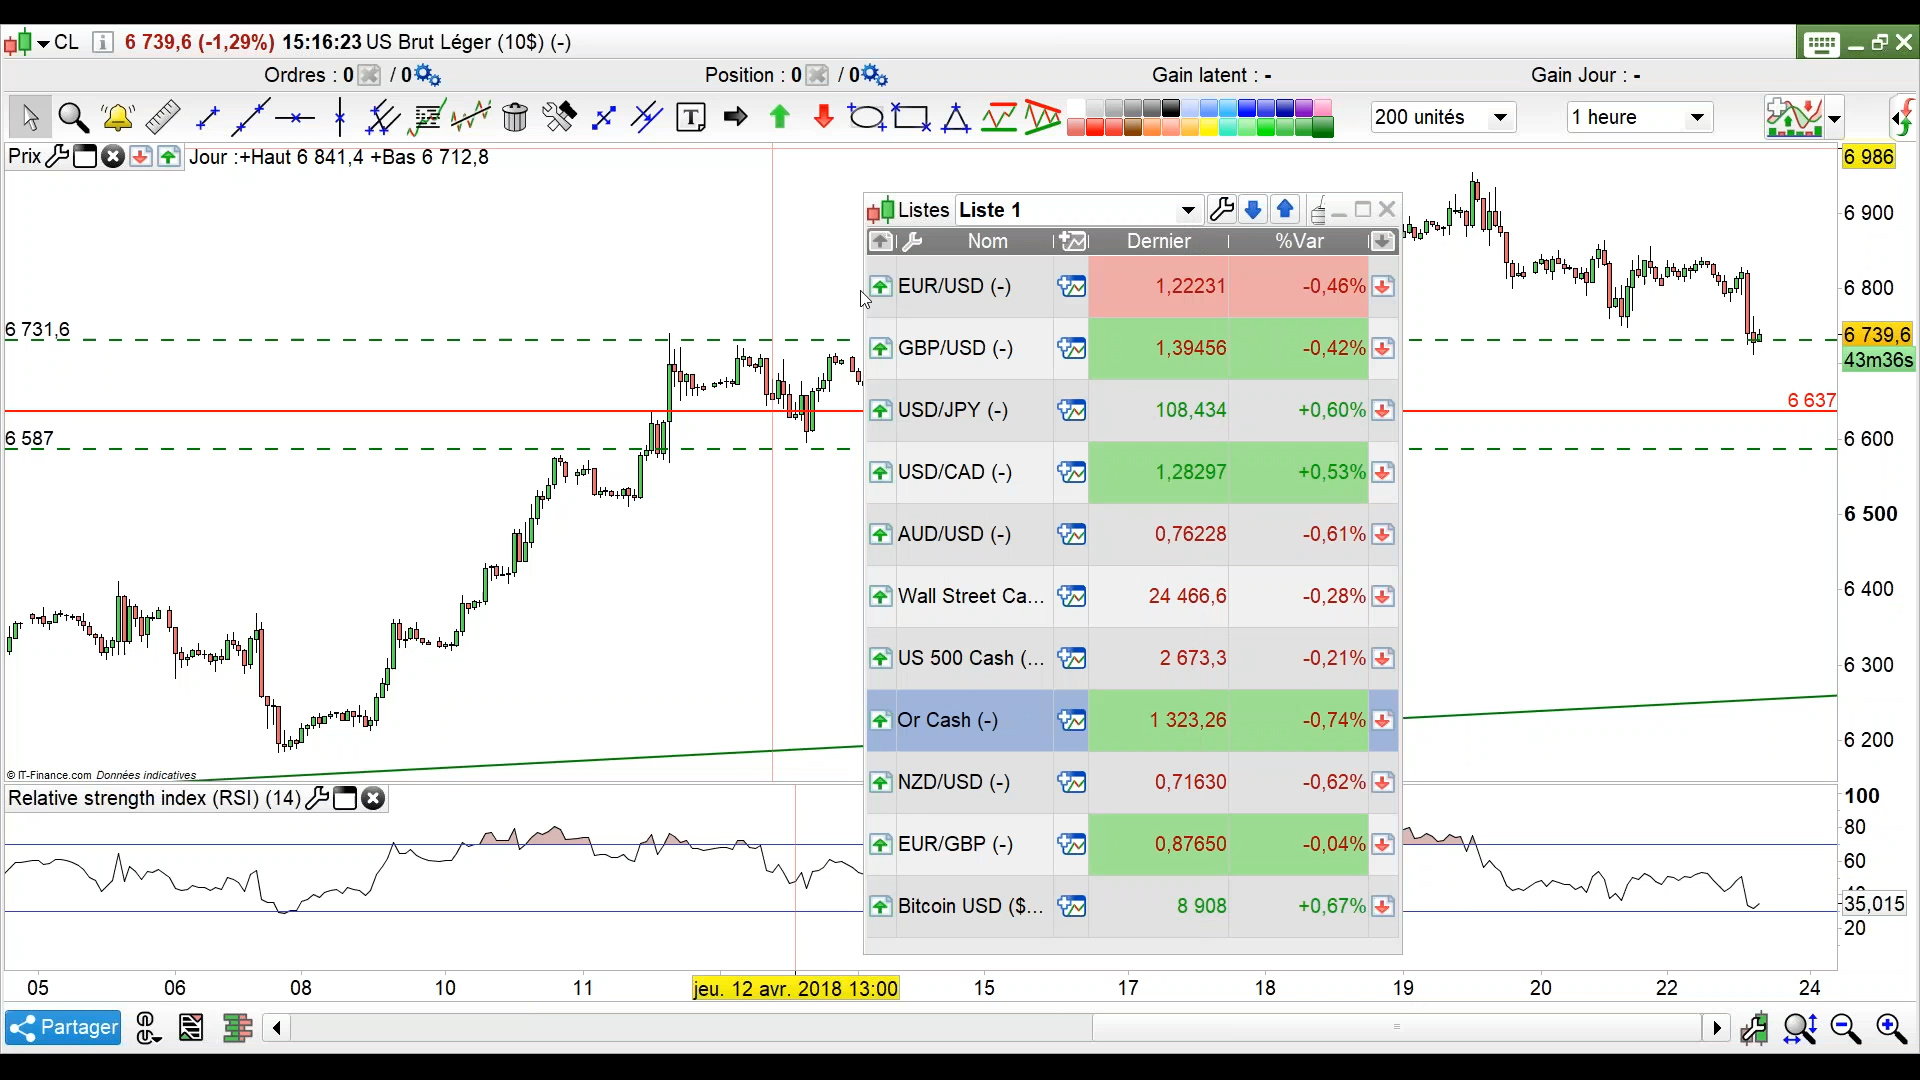 CL 6 739,6 (-1,29%) 15:16:23 US Brut Léger (10$) (-)
Ordres : 0 / 0 Position : 0 / 0 Gain latent : - Gain Jour : -
T 200 unités 1 heure
Prix Jour :+Haut 6 841,4 +Bas 6 712,8
6 986
6 900
6 800
6 739,6
43m36s
6 637
6 600
6 500
6 400
6 300
6 200
6 731,6
6 587
© IT-Finance.com Données indicatives
Listes Liste 1
Nom Dernier %Var
EUR/USD (-) 1,22231 -0,46%
GBP/USD (-) 1,39456 -0,42%
USD/JPY (-) 108,434 +0,60%
USD/CAD (-) 1,28297 +0,53%
AUD/USD (-) 0,76228 -0,61%
Wall Street Ca... 24 466,6 -0,28%
US 500 Cash (... 2 673,3 -0,21%
Or Cash (-) 1 323,26 -0,74%
NZD/USD (-) 0,71630 -0,62%
EUR/GBP (-) 0,87650 -0,04%
Bitcoin USD ($... 8 908 +0,67%
Relative strength index (RSI) (14)
100
80
60
35,015
20
05 06 08 10 11 jeu. 12 avr. 2018 13:00 15 17 18 19 20 22 24
Partager